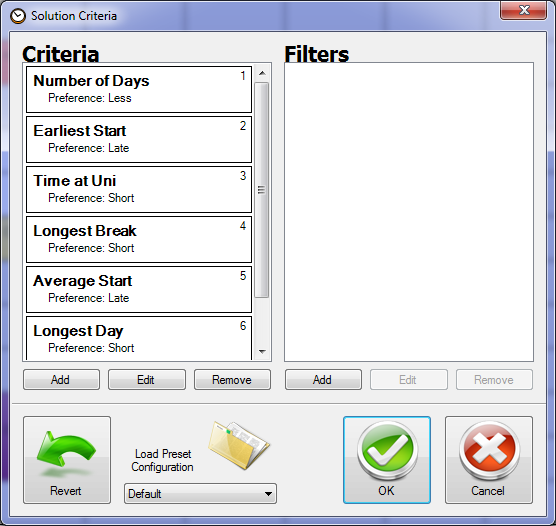 Solution Criteria
Criteria
Filters
Number of Days 1
Preference: Less
Earliest Start 2
Preference: Late
Time at Uni 3
Preference: Short
Longest Break 4
Preference: Short
Average Start 5
Preference: Late
Longest Day 6
Preference: Short
Add Edit Remove Add Edit Remove
Load Preset
Configuration
Default
Revert OK Cancel